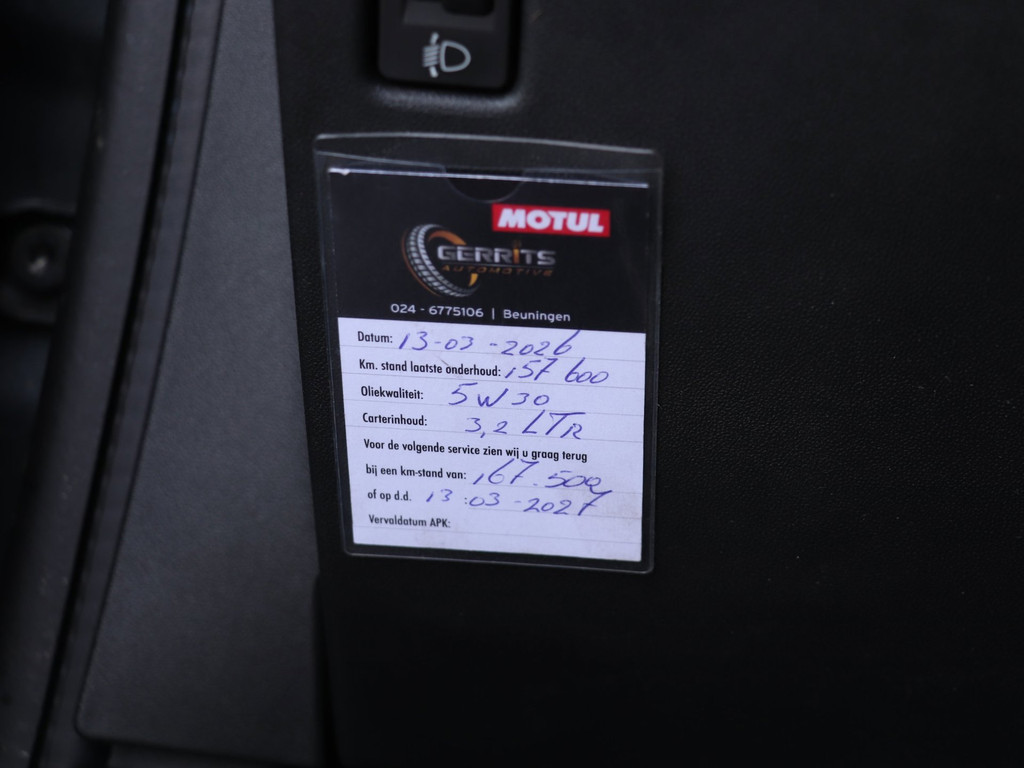 MOTUL
GERRITS
AUTOMOTIVE
024 - 6775106 | Beuningen
Datum: 13-03-2026
Km. stand laatste onderhoud: 157 600
Oliekwaliteit: 5W30
Carterinhoud: 3,2 LTR
Voor de volgende service zien wij u graag terug
bij een km-stand van: 167.500
of op d.d. 13:03-2027
Vervaldatum APK: